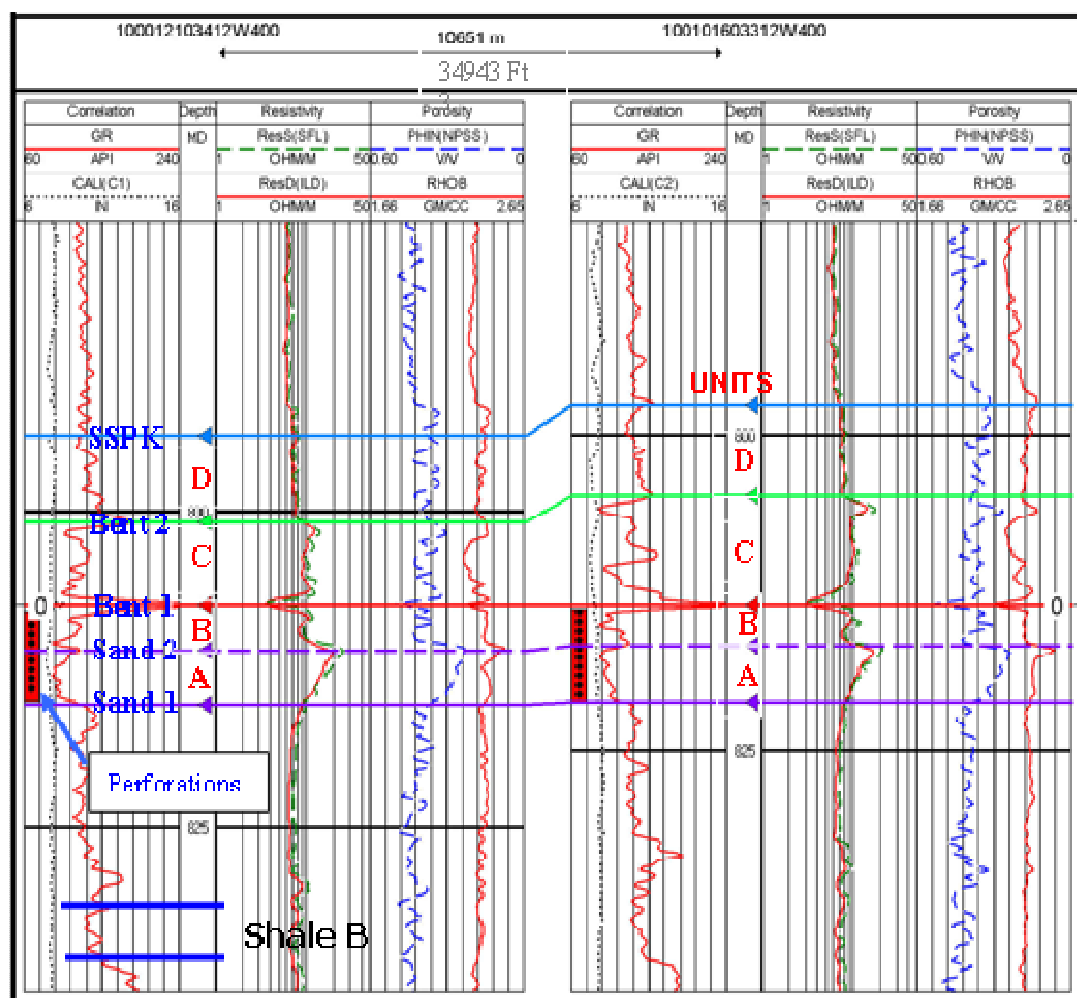 100012103412W400 10651 m 100101603312W400
34943 Ft
Correlation Depth Resistivity Porosity Correlation Depth Resistivity Porosity
GR MD ResS(SFL) PHIN(NPSS) GR MD ResS(SFL) PHIN(NPSS)
60 API 240 1 OHMM 50 0.60 V/V 0 60 API 240 1 OHMM 50 0.60 V/V 0
CALI(C1) ResD(ILD) RHOB CALI(C2) ResD(ILD) RHOB
6 IN 16 1 OHMM 50 1.66 GM/CC 2.65 6 IN 16 1 OHMM 50 1.66 GM/CC 2.65
UNITS
SSPK 800
D D
Bent 2 800
C C
0 Bent 1 0
B B
Sand 2
A A
Sand 1
825
Perforations
825
Shale B